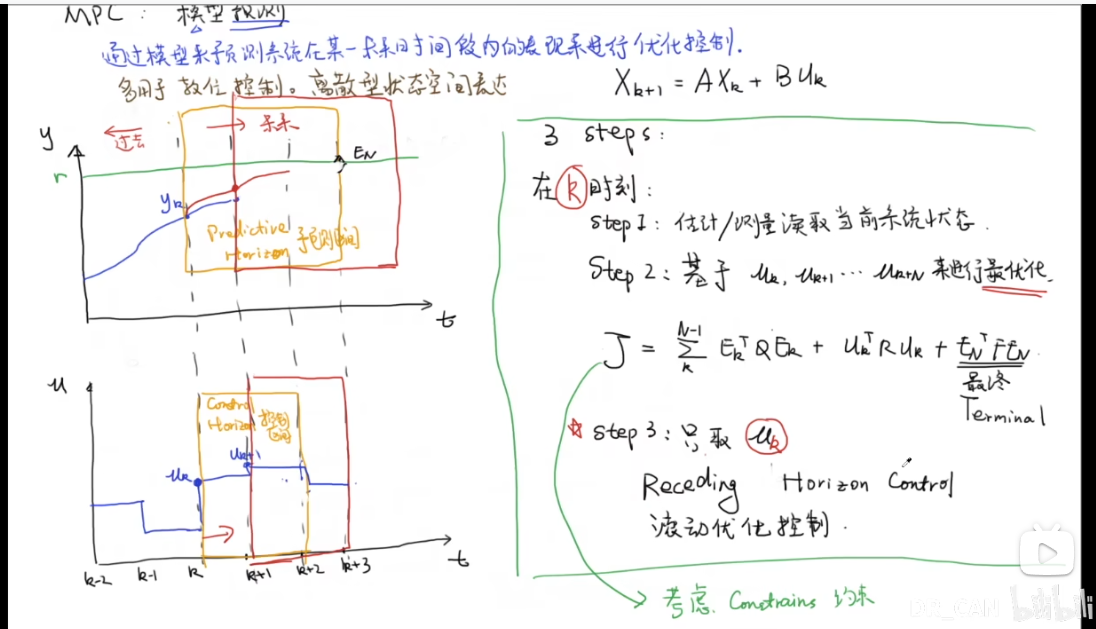 MPC: 模型预测
通过模型来预测系统在某一未来时间段内的表现来进行优化控制.
多用于数位控制。离散型状态空间表达
X_{k+1} = AX_k + BU_k
过去
未来
y
r
E_N
y_k
Predictive
Horizon
预测区间
t
u
Control
Horizon
控制
区间
u_k
u_{k+1}
k-2 k-1 k k+1 k+2 k+3
t
3 steps:
在 k 时刻:
Step 1: 估计/测量读取当前系统状态.
Step 2: 基于 u_k, u_{k+1} ... u_{k+N} 来进行最优化.
J = \sum_{k}^{N-1} E_k^T Q E_k + U_k^T R U_k + E_N^T F E_N
最终
Terminal
Step 3: 只取 u_k
Receding Horizon Control
滚动优化控制.
考虑. Constrains 约束
DR_CAN bilibili